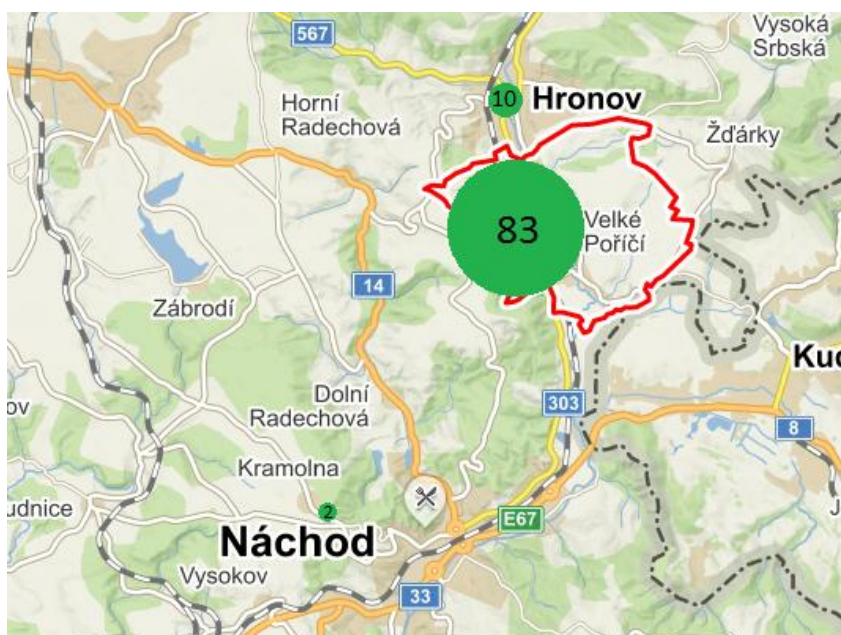 Vysoká
Srbská
567
10
Hronov
Horní
Radechová
Žďárky
83
Velké
Poříčí
14
Zábrodí
Kud
Dolní
Radechová
303
8
ov
Kramolna
udnice
2
E67
J
Náchod
Vysokov
33